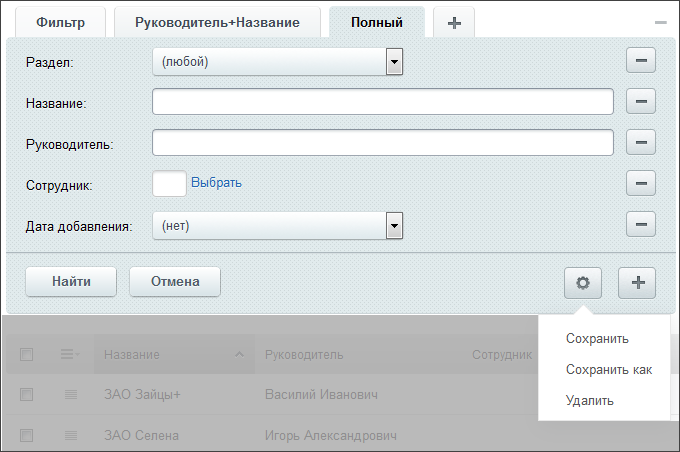 Фильтр Руководитель+Название Полный
Раздел: (любой)
Название:
Руководитель:
Сотрудник: Выбрать
Дата добавления: (нет)
Найти Отмена
Сохранить
Название Руководитель Сотрудник
Сохранить как
ЗАО Зайцы+ Василий Иванович
Удалить
ЗАО Селена Игорь Александрович